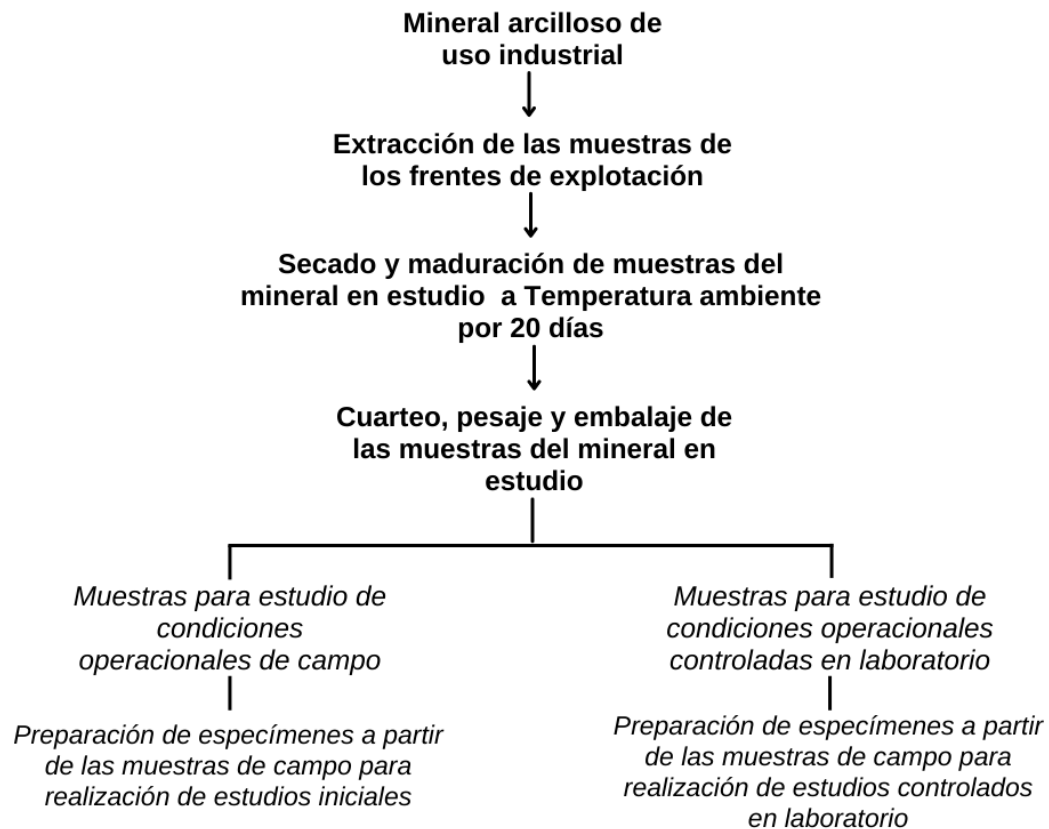 Mineral arcilloso de
uso industrial
Extracción de las muestras de
los frentes de explotación
Secado y maduración de muestras del
mineral en estudio a Temperatura ambiente
por 20 días
Cuarteo, pesaje y embalaje de
las muestras del mineral en
estudio
Muestras para estudio de
condiciones
operacionales de campo
Preparación de especímenes a partir
de las muestras de campo para
realización de estudios iniciales
Muestras para estudio de
condiciones operacionales
controladas en laboratorio
Preparación de especímenes a partir
de las muestras de campo para
realización de estudios controlados
en laboratorio